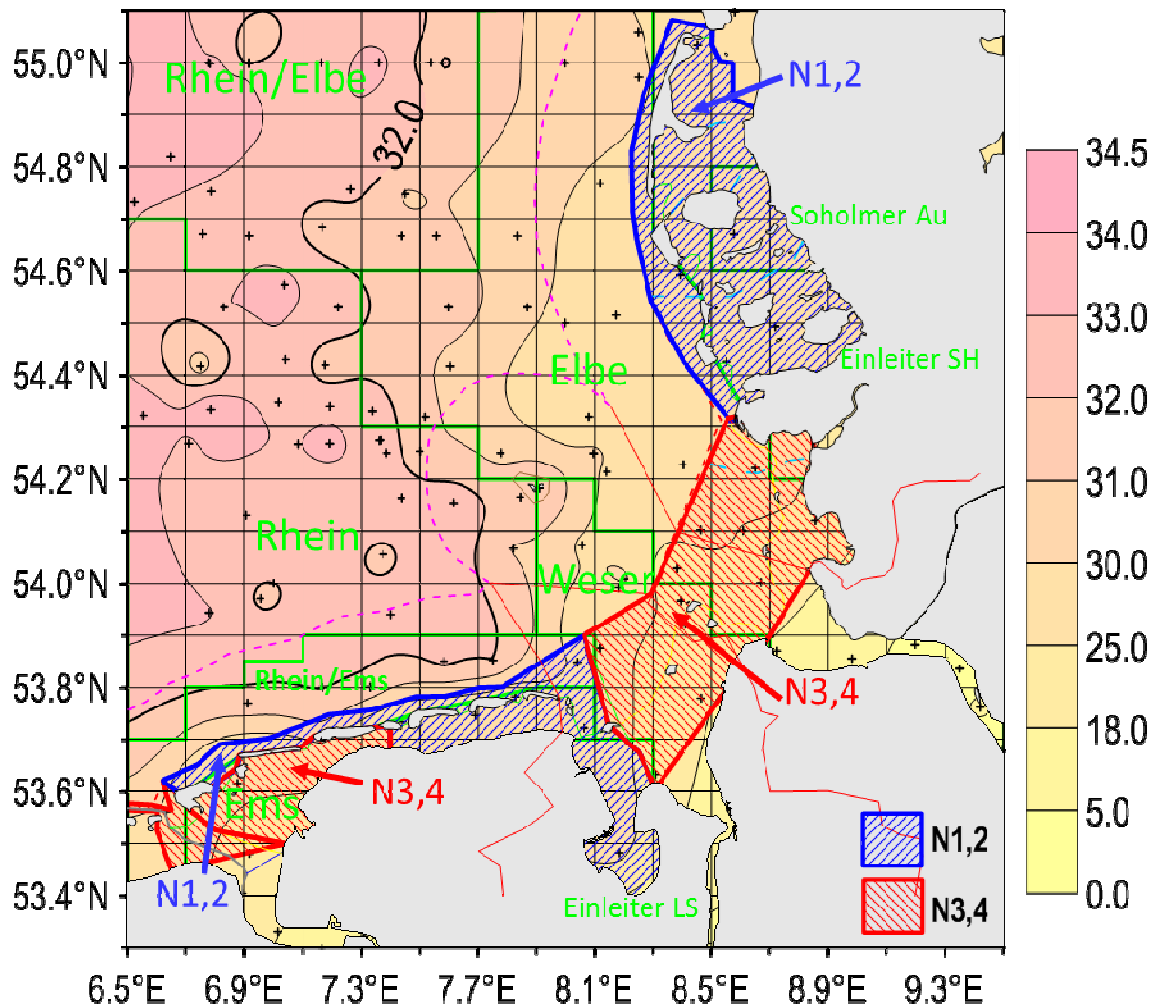 55.0°N
54.8°N
54.6°N
54.4°N
54.2°N
54.0°N
53.8°N
53.6°N
53.4°N
6.5°E
6.9°E
7.3°E
7.7°E
8.1°E
8.5°E
8.9°E
9.3°E
Rhein/Elbe
32.0
N1,2
Soholmer Au
Elbe
Einleiter SH
Rhein
Weser
Rhein/Ems
N3,4
N3,4
Ems
N1,2
Einleiter LS
N1,2
N3,4
34.5
34.0
33.0
32.0
31.0
30.0
25.0
18.0
5.0
0.0